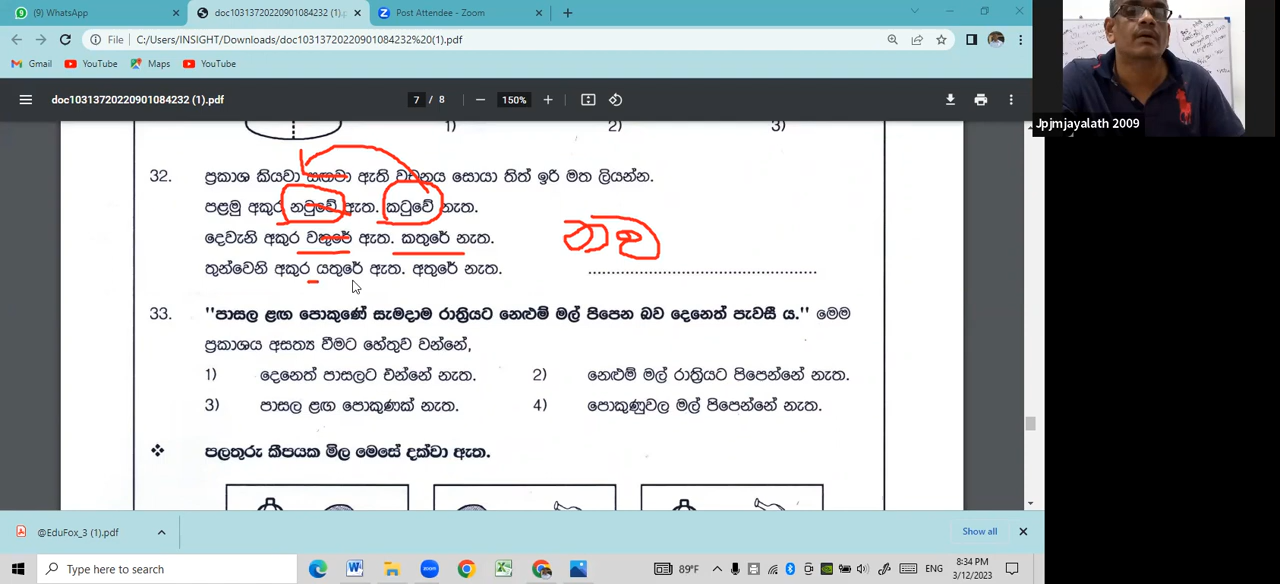 (9) WhatsApp
doc10313720220901084232 (1).pdf
Post Attendee - Zoom
File
C:/Users/INSIGHT/Downloads/doc10313720220901084232%20(1).pdf
Gmail
YouTube
Maps
YouTube
doc10313720220901084232 (1).pdf
7 / 8
150%
Jpjmjayalath 2009
1) 2) 3)
32. ප්‍රකාශ කියවා සඟවා ඇති වචනය සොයා තිත් ඉරි මත ලියන්න.
පළමු අකුර නටුවේ ඇත. කටුවේ නැත.
දෙවැනි අකුර වතුරේ ඇත. කතුරේ නැත.
නව
තුන්වෙනි අකුර යතුරේ ඇත. අතුරේ නැත. ........................................................
33. "පාසල ළඟ පොකුණේ සැමදාම රාත්‍රියට නෙළුම් මල් පිපෙන බව දෙනෙත් පැවසී ය." මෙම
ප්‍රකාශය අසත්‍ය වීමට හේතුව වන්නේ,
1) දෙනෙත් පාසලට එන්නේ නැත. 2) නෙළුම් මල් රාත්‍රියට පිපෙන්නේ නැත.
3) පාසල ළඟ පොකුණක් නැත. 4) පොකුණුවල මල් පිපෙන්නේ නැත.
❖ පලතුරු කීපයක මිල මෙසේ දක්වා ඇත.
@EduFox_3 (1).pdf
Show all
Type here to search
89°F
ENG
8:34 PM
3/12/2023